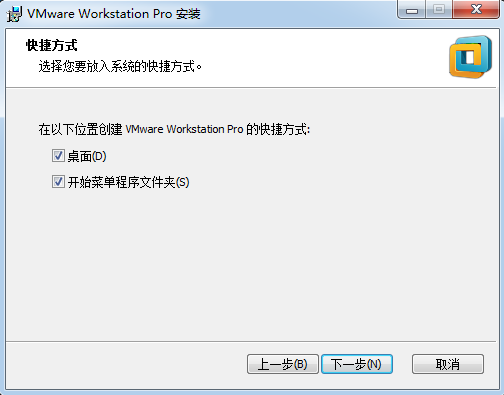 VMware Workstation Pro 安装
快捷方式
选择您要放入系统的快捷方式。
在以下位置创建 VMware Workstation Pro 的快捷方式:
桌面(D)
开始菜单程序文件夹(S)
上一步(B) 下一步(N) 取消